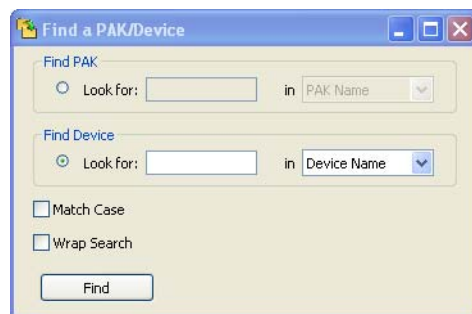 Find a PAK/Device
Find PAK
Look for: in PAK Name
Find Device
Look for: in Device Name
Match Case
Wrap Search
Find